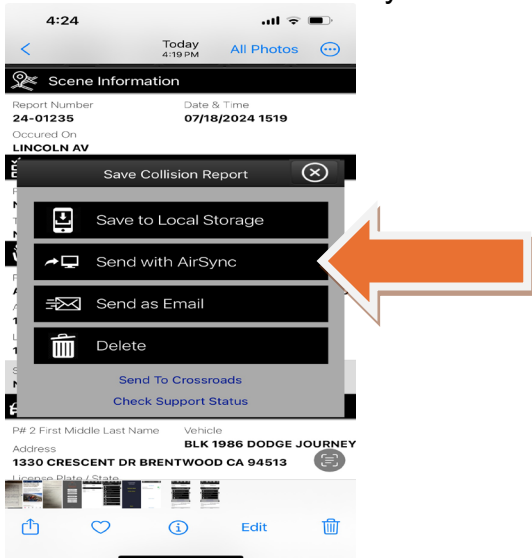 4:24
Today
4:19 PM
All Photos
Scene Information
Report Number
Date & Time
24-01235
07/18/2024 1519
Occured On
LINCOLN AV
Save Collision Report
Save to Local Storage
Send with AirSync
Send as Email
Delete
Send To Crossroads
Check Support Status
P# 2 First Middle Last Name
Vehicle
BLK 1986 DODGE JOURNEY
Address
1330 CRESCENT DR BRENTWOOD CA 94513
License Plate / State
Edit